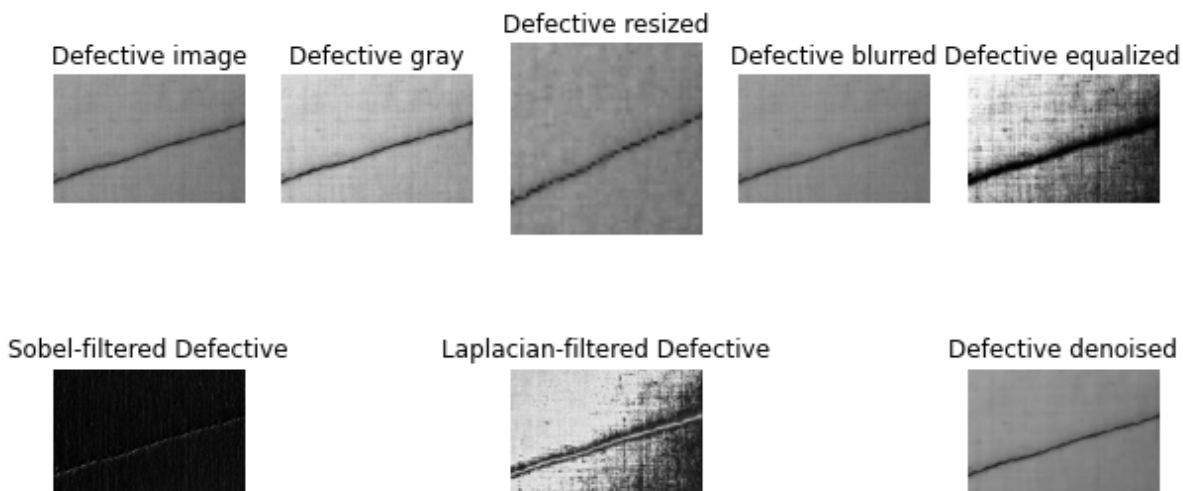 Defective image
Defective gray
Defective resized
Defective blurred
Defective equalized
Sobel-filtered Defective
Laplacian-filtered Defective
Defective denoised